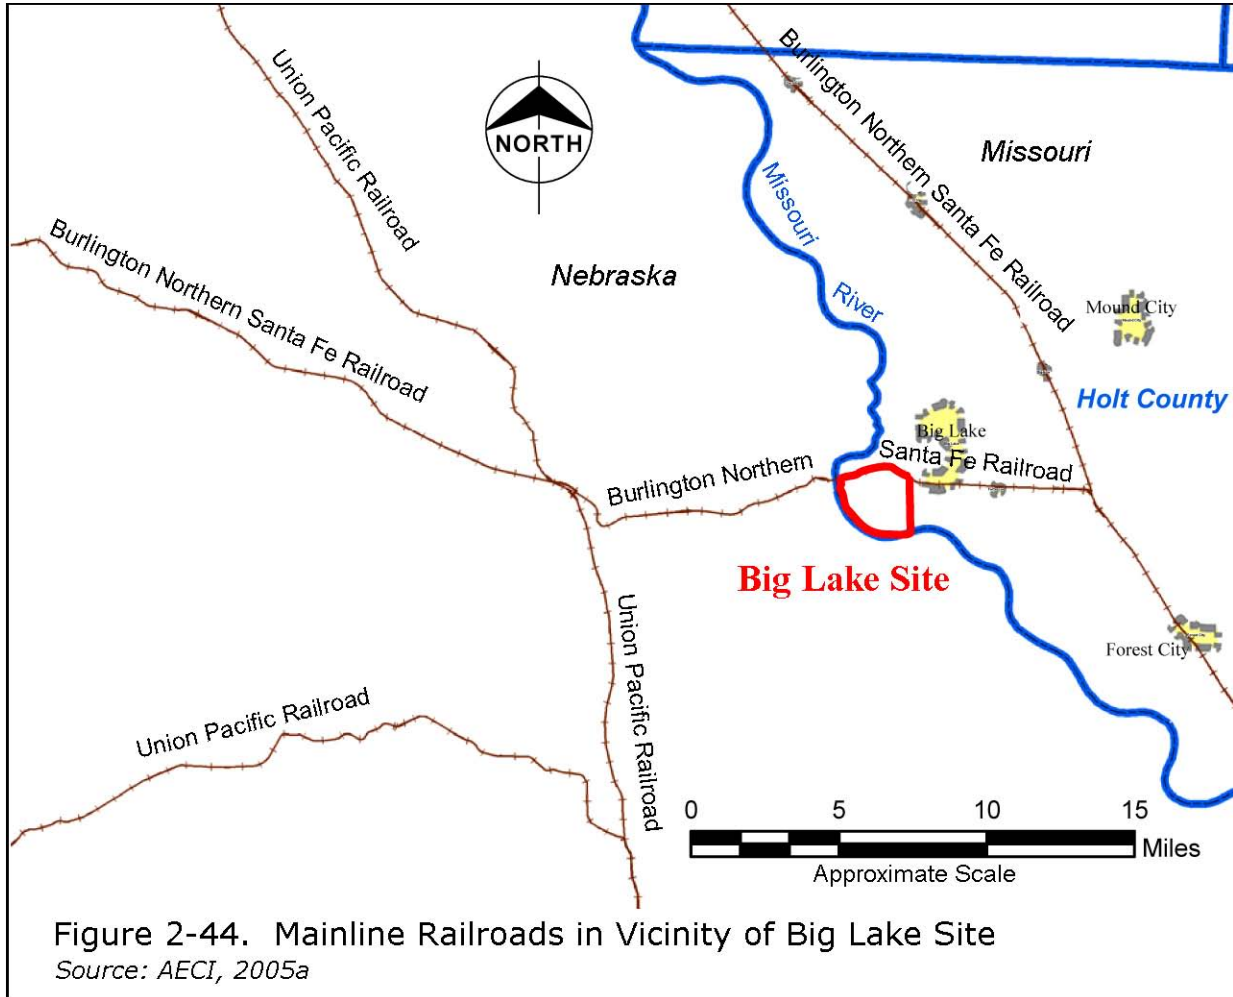 Union Pacific Railroad
Burlington Northern Santa Fe Railroad
NORTH
Missouri
Missouri
River
Nebraska
Burlington Northern Santa Fe Railroad
Mound City
Holt County
Big Lake
Santa Fe Railroad
Burlington Northern
Big Lake Site
Union Pacific Railroad
Forest City
Union Pacific Railroad
0 5 10 15
Miles
Approximate Scale
Figure 2-44. Mainline Railroads in Vicinity of Big Lake Site
Source: AECI, 2005a